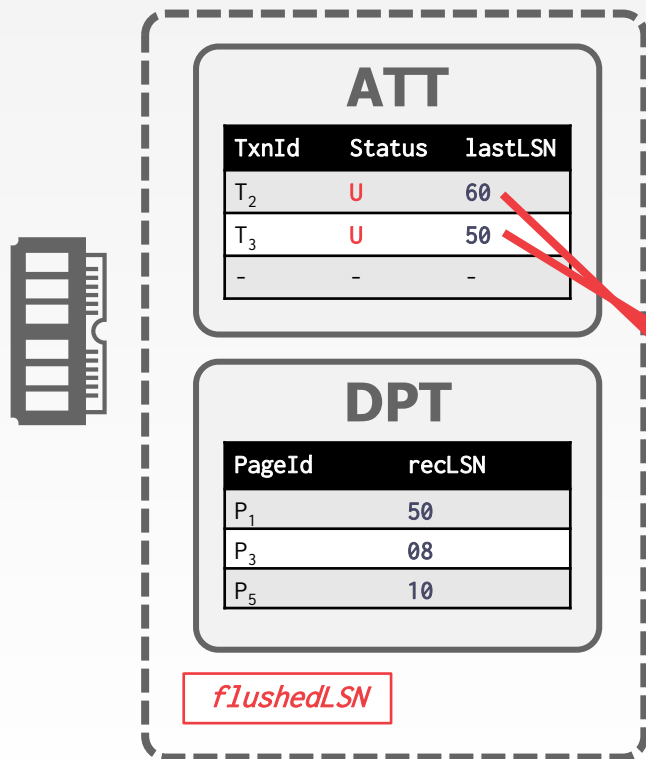 ATT
TxnId Status lastLSN
T₂ U 60
T₃ U 50
- - -
DPT
PageId recLSN
P₁ 50
P₃ 08
P₅ 10
flushedLSN